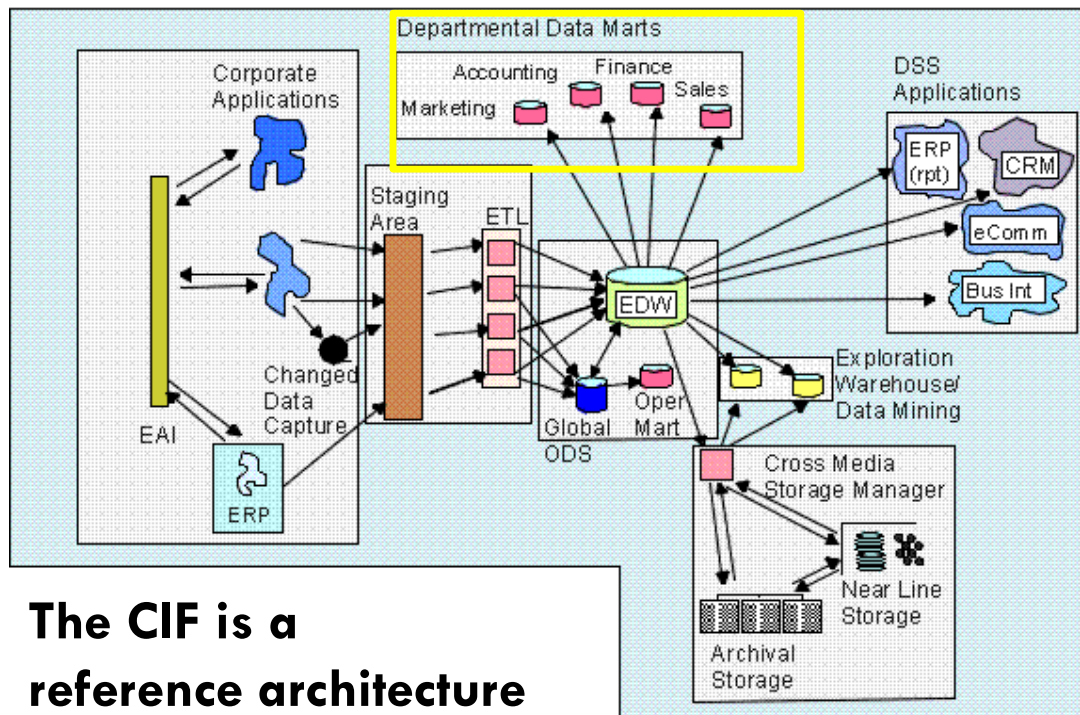 Departmental Data Marts
Accounting
Finance
Marketing
Sales
Corporate
Applications
DSS
Applications
ERP
(rpt)
CRM
eComm
Bus Int
Staging
Area
ETL
EDW
Changed
Data
Capture
EAI
ERP
Global
ODS
Oper
Mart
Exploration
Warehouse/
Data Mining
Cross Media
Storage Manager
Near Line
Storage
Archival
Storage
The CIF is a
reference architecture